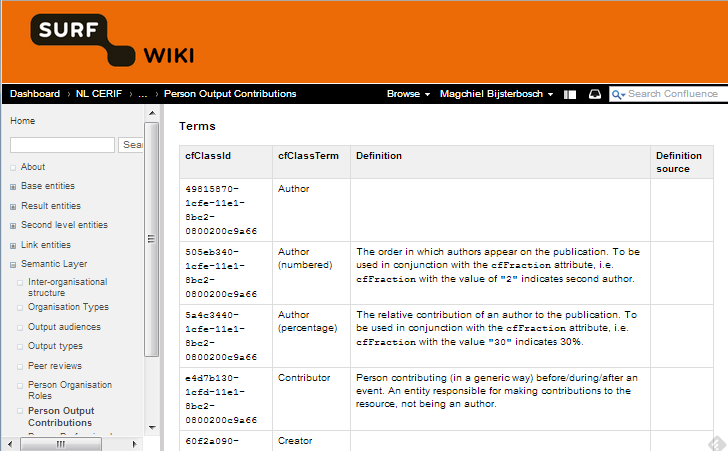 SURF
WIKI
Dashboard › NL CERIF › ... › Person Output Contributions
Browse
Magchiel Bijsterbosch
Search Confluence
Home
Sear
About
Base entities
Result entities
Second level entities
Link entities
Semantic Layer
Inter-organisational
structure
Organisation Types
Output audiences
Output types
Peer reviews
Person Organisation
Roles
Person Output
Contributions
Terms
cfClassId
cfClassTerm
Definition
Definition
source
49815870-
1cfe-11e1-
8bc2-
0800200c9a66
Author
505eb340-
1cfe-11e1-
8bc2-
0800200c9a66
Author
(numbered)
The order in which authors appear on the publication. To be
used in conjunction with the cfFraction attribute, i.e.
cfFraction with the value of "2" indicates second author.
5a4c3440-
1cfe-11e1-
8bc2-
0800200c9a66
Author
(percentage)
The relative contribution of an author to the publication. To
be used in conjunction with the cfFraction attribute, i.e.
cfFraction with the value "30" indicates 30%.
e4d7b130-
1cfd-11e1-
8bc2-
0800200c9a66
Contributor
Person contributing (in a generic way) before/during/after an
event. An entity responsible for making contributions to the
resource, not being an author.
60f2a090-
Creator